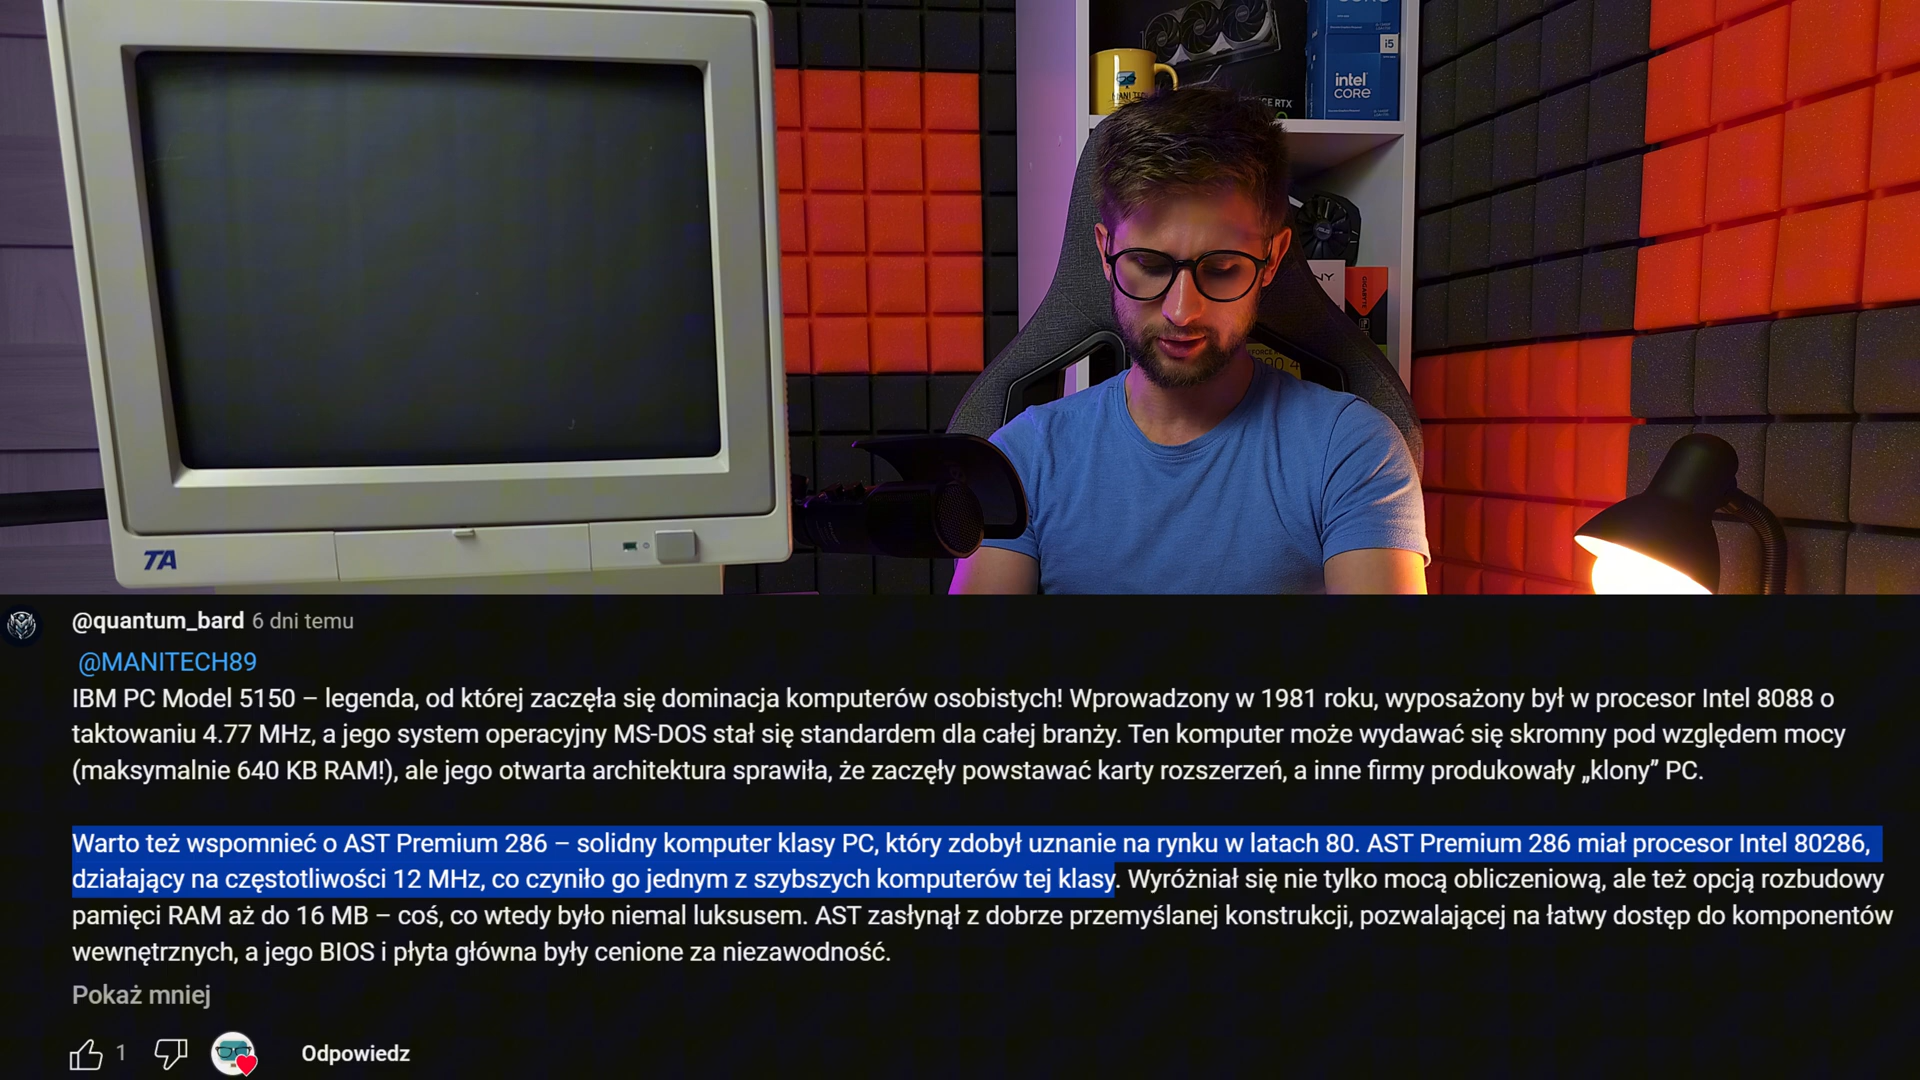 i5
intel
CORE
MANI TECH
GE RTX
NY
GIGABYTE
TA
@quantum_bard 6 dni temu
@MANITECH89
IBM PC Model 5150 – legenda, od której zaczęła się dominacja komputerów osobistych! Wprowadzony w 1981 roku, wyposażony był w procesor Intel 8088 o
taktowaniu 4.77 MHz, a jego system operacyjny MS-DOS stał się standardem dla całej branży. Ten komputer może wydawać się skromny pod względem mocy
(maksymalnie 640 KB RAM!), ale jego otwarta architektura sprawiła, że zaczęły powstawać karty rozszerzeń, a inne firmy produkowały „klony” PC.
Warto też wspomnieć o AST Premium 286 – solidny komputer klasy PC, który zdobył uznanie na rynku w latach 80. AST Premium 286 miał procesor Intel 80286,
działający na częstotliwości 12 MHz, co czyniło go jednym z szybszych komputerów tej klasy. Wyróżniał się nie tylko mocą obliczeniową, ale też opcją rozbudowy
pamięci RAM aż do 16 MB – coś, co wtedy było niemal luksusem. AST zasłynął z dobrze przemyślanej konstrukcji, pozwalającej na łatwy dostęp do komponentów
wewnętrznych, a jego BIOS i płyta główna były cenione za niezawodność.
Pokaż mniej
1
Odpowiedz